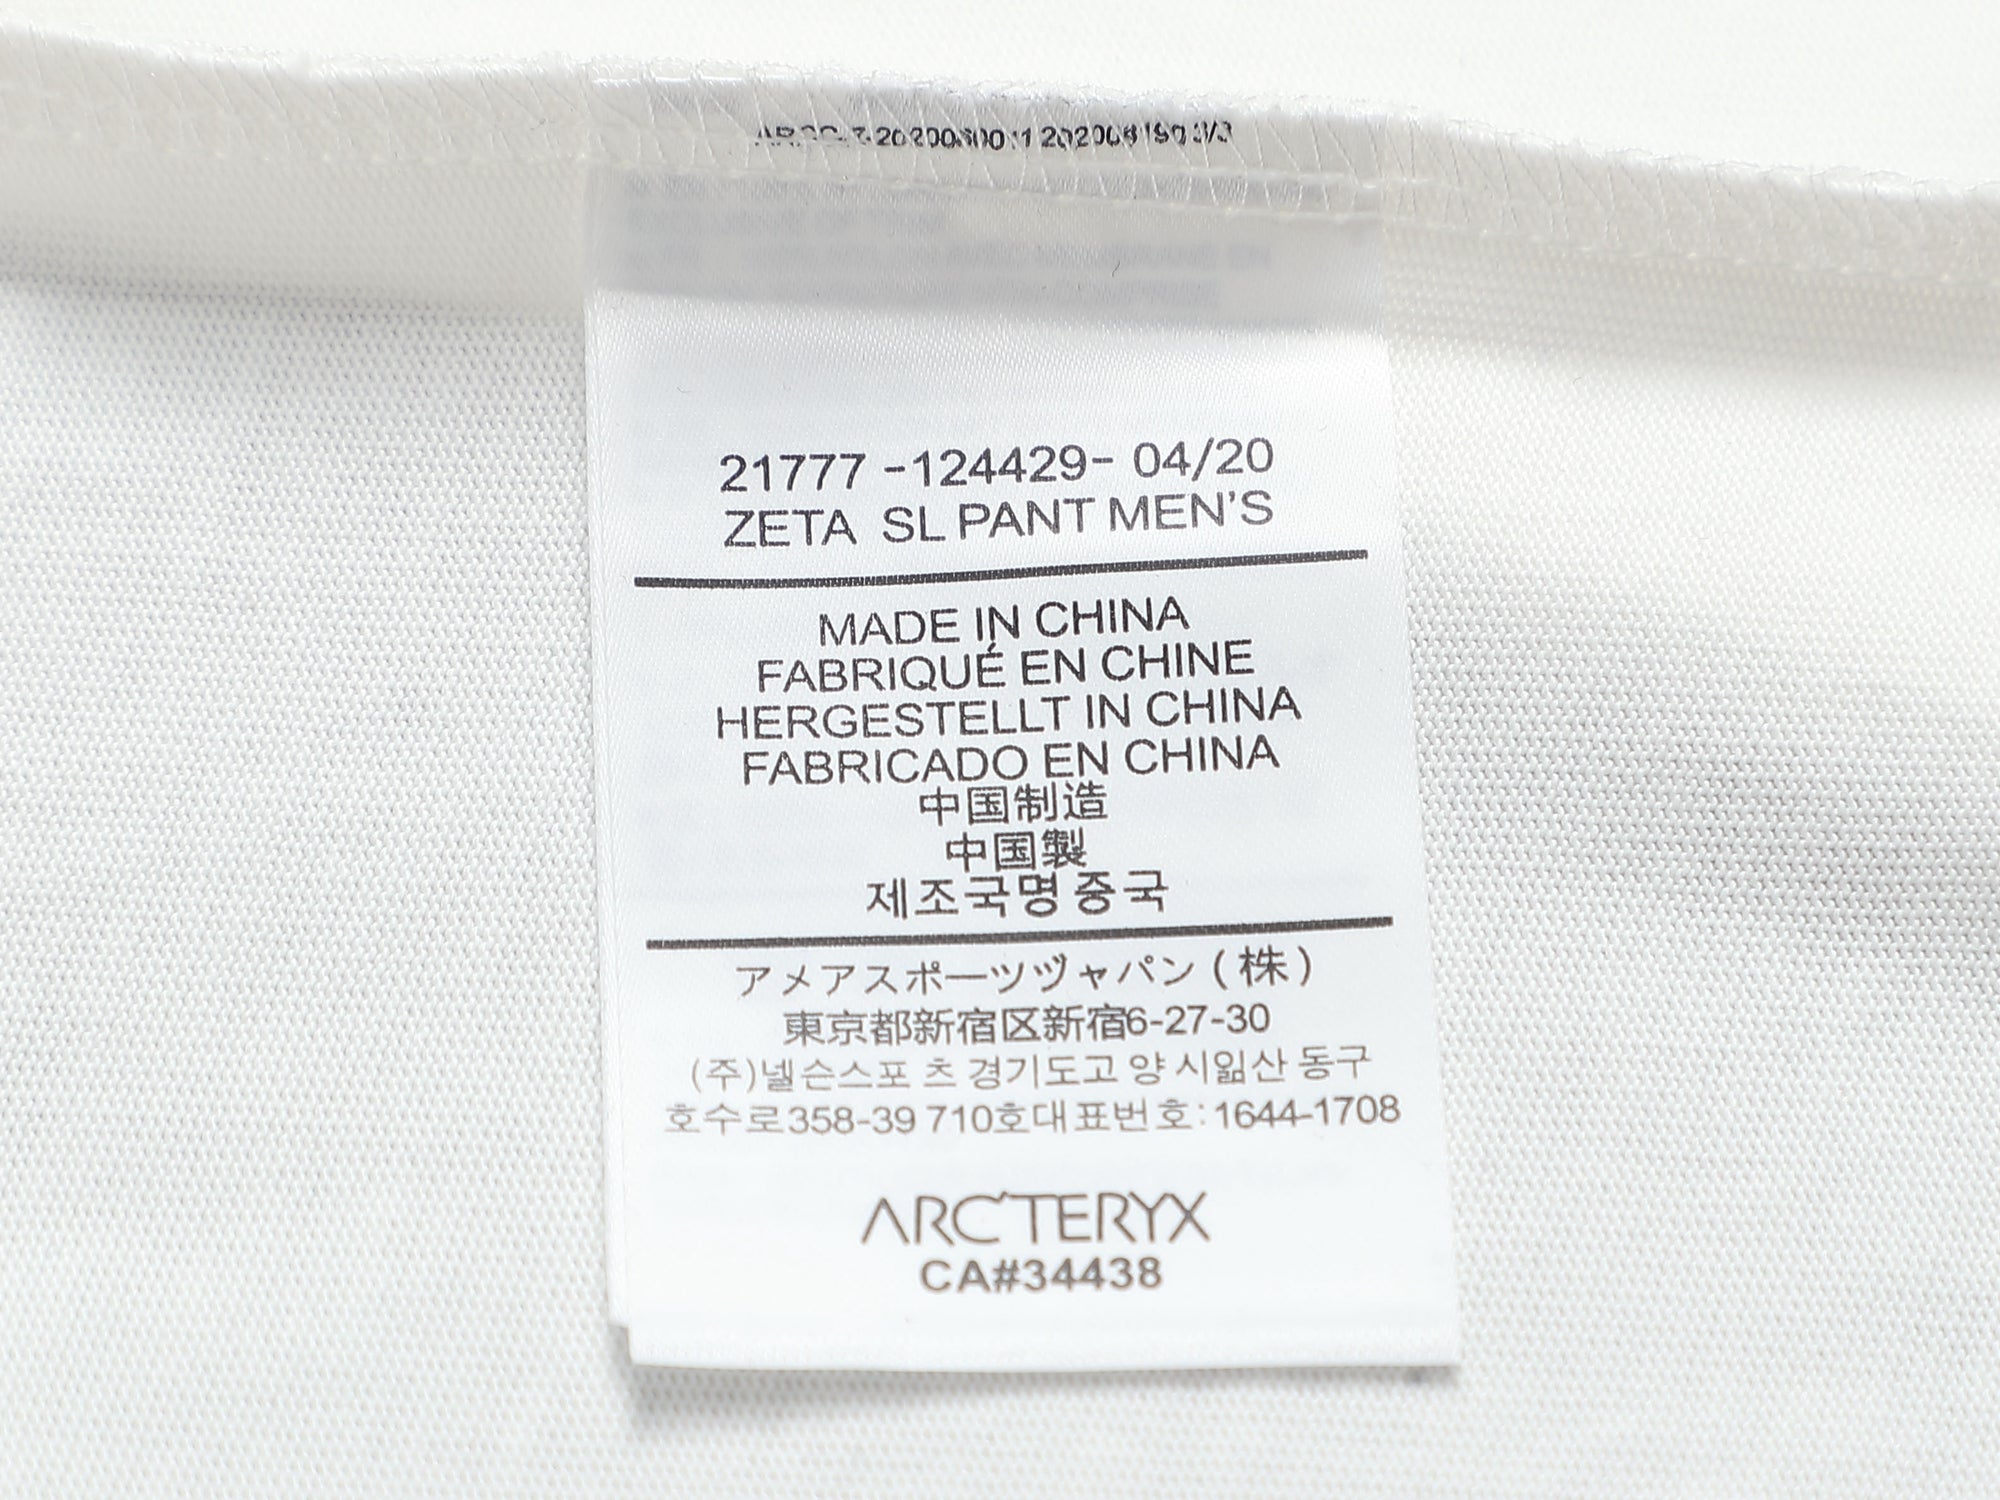 21777 -124429- 04/20
ZETA SL PANT MEN'S
MADE IN CHINA
FABRIQUÉ EN CHINE
HERGESTELLT IN CHINA
FABRICADO EN CHINA
中国制造
中国製
제조국명 중국
アメアスポーツヅャパン(株)
東京都新宿区新宿6-27-30
(주)넬슨스포 츠 경기도고 양 시일산 동구
호수로358-39 710호대표번호:1644-1708
ARC'TERYX
CA#34438